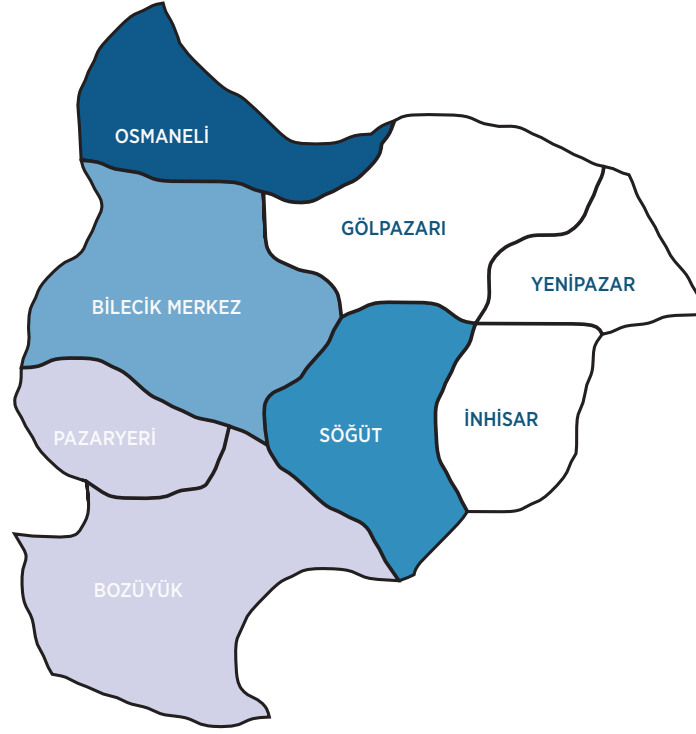 OSMANELİ
GÖLPAZARI
YENİPAZAR
BİLECİK MERKEZ
İNHİSAR
SÖĞÜT
PAZARYERİ
BOZÜYÜK